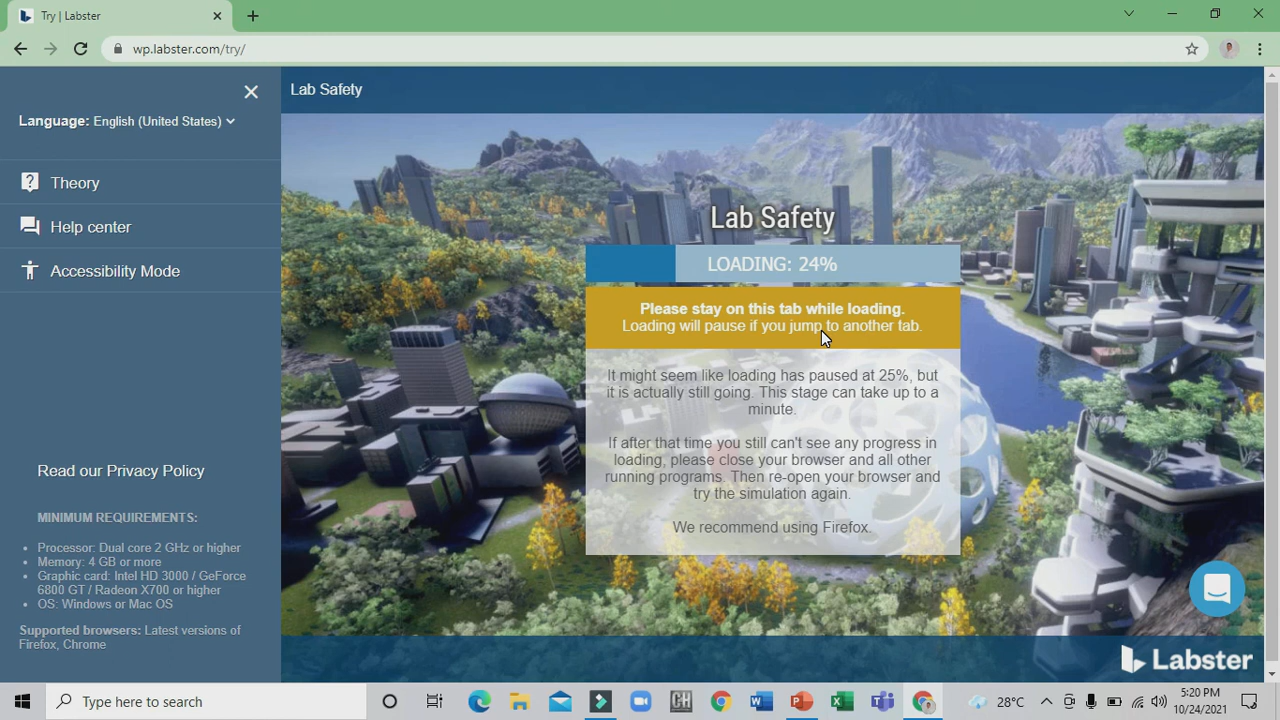 Try | Labster
wp.labster.com/try/
Language: English (United States)
Theory
Help center
Accessibility Mode
Read our Privacy Policy
MINIMUM REQUIREMENTS:
• Processor: Dual core 2 GHz or higher
• Memory: 4 GB or more
• Graphic card: Intel HD 3000 / GeForce
6800 GT / Radeon X700 or higher
• OS: Windows or Mac OS
Supported browsers: Latest versions of
Firefox, Chrome
Lab Safety
Lab Safety
LOADING: 24%
Please stay on this tab while loading.
Loading will pause if you jump to another tab.
It might seem like loading has paused at 25%, but
it is actually still going. This stage can take up to a
minute.
If after that time you still can't see any progress in
loading, please close your browser and all other
running programs. Then re-open your browser and
try the simulation again.
We recommend using Firefox.
Labster
Type here to search
CH
28°C
5:20 PM
10/24/2021